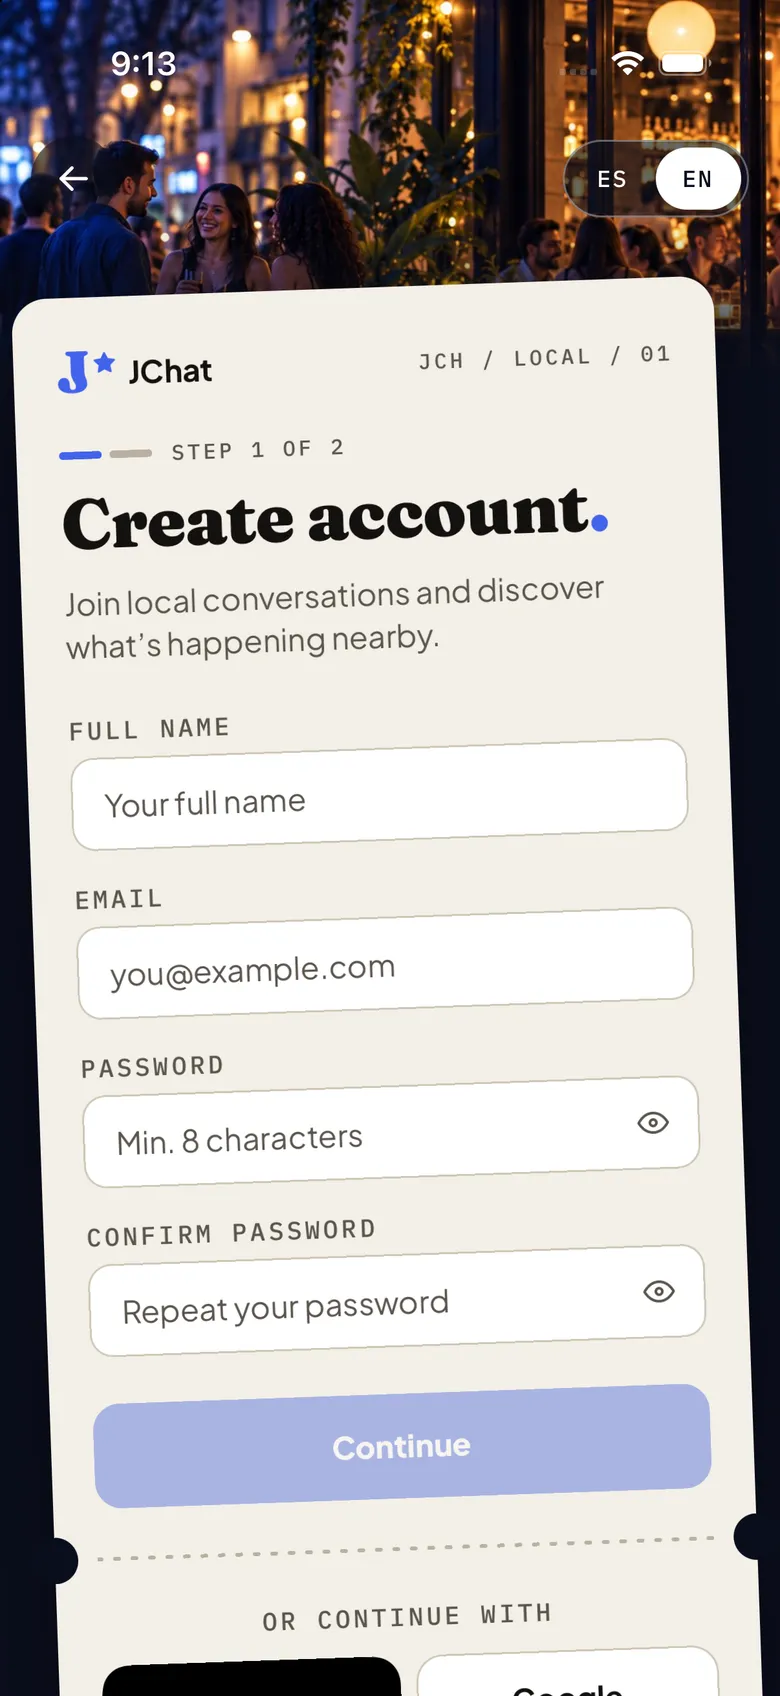 9:13
ES EN
J JChat JCH / LOCAL / 01
STEP 1 OF 2
Create account.
Join local conversations and discover
what’s happening nearby.
FULL NAME
Your full name
EMAIL
you@example.com
PASSWORD
Min. 8 characters
CONFIRM PASSWORD
Repeat your password
Continue
OR CONTINUE WITH
Google